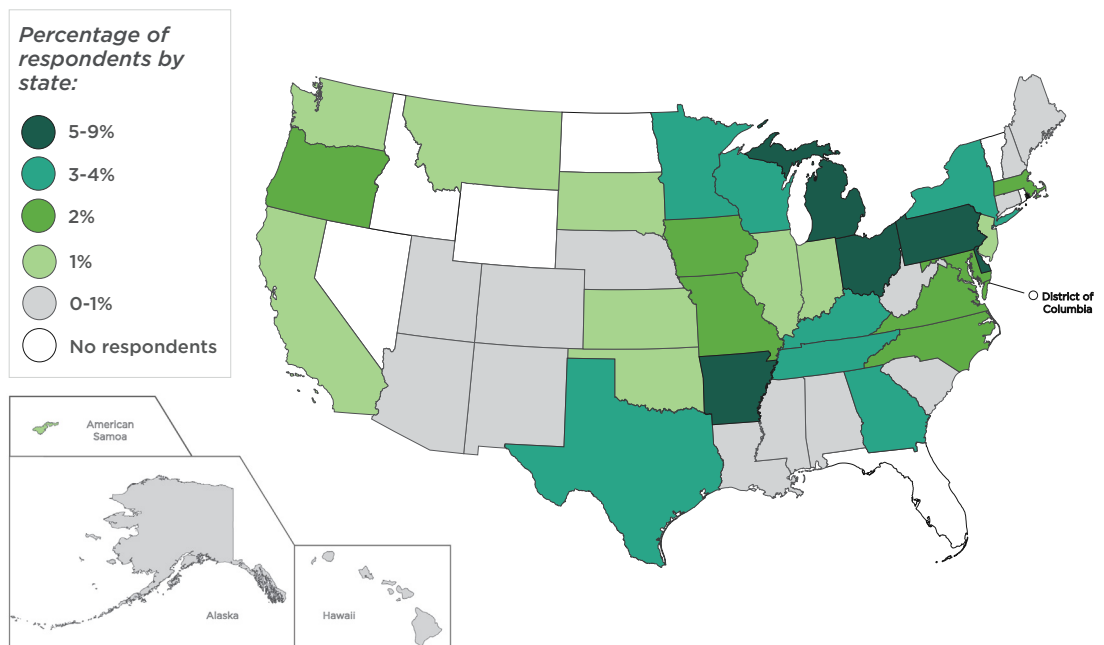 Percentage of
respondents by
state:
5-9%
3-4%
2%
1%
0-1%
No respondents
District of
Columbia
American
Samoa
Alaska
Hawaii